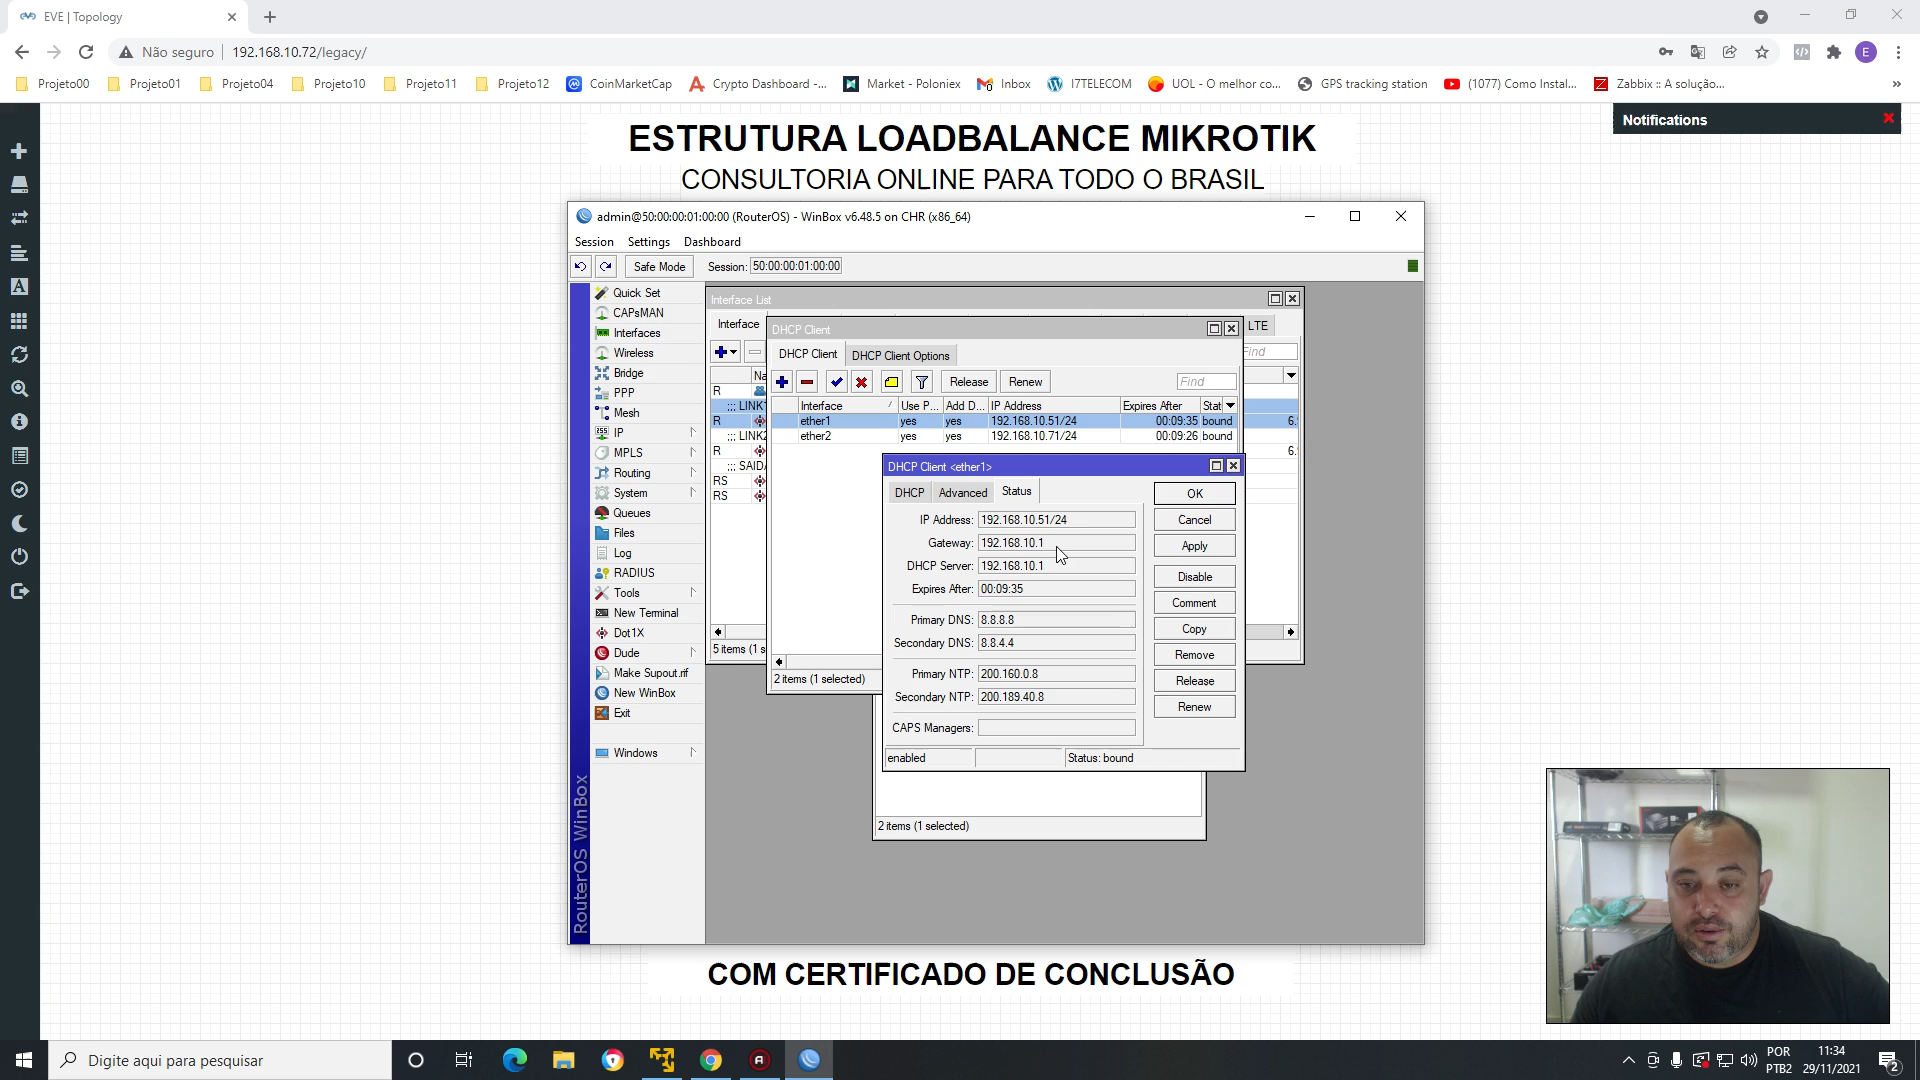 EVE | Topology
Não seguro
192.168.10.72/legacy/
E
Projeto00
Projeto01
Projeto04
Projeto10
Projeto11
Projeto12
CoinMarketCap
Crypto Dashboard -...
Market - Poloniex
Inbox
I7TELECOM
UOL - O melhor co...
GPS tracking station
(1077) Como Instal...
Zabbix :: A solução...
»
Notifications
ESTRUTURA LOADBALANCE MIKROTIK
CONSULTORIA ONLINE PARA TODO O BRASIL
admin@50:00:00:01:00:00 (RouterOS) - WinBox v6.48.5 on CHR (x86_64)
Session Settings Dashboard
Safe Mode Session: 50:00:00:01:00:00
Quick Set
CAPsMAN
Interfaces
Wireless
Bridge
PPP
Mesh
IP
MPLS
Routing
System
Queues
Files
Log
RADIUS
Tools
New Terminal
Dot1X
Dude
Make Supout.rif
New WinBox
Exit
Windows
RouterOS WinBox
Interface List
Interface
LTE
Find
Na
R
;;; LINK1
R
6.
;;; LINK2
R
6.
;;; SAIDA
RS
RS
5 items (1 s
DHCP Client
DHCP Client DHCP Client Options
Release Renew Find
Interface Use P... Add D... IP Address Expires After Stat
ether1 yes yes 192.168.10.51/24 00:09:35 bound
ether2 yes yes 192.168.10.71/24 00:09:26 bound
2 items (1 selected)
DHCP Client <ether1>
DHCP Advanced Status
IP Address: 192.168.10.51/24
Gateway: 192.168.10.1
DHCP Server: 192.168.10.1
Expires After: 00:09:35
Primary DNS: 8.8.8.8
Secondary DNS: 8.8.4.4
Primary NTP: 200.160.0.8
Secondary NTP: 200.189.40.8
CAPS Managers:
OK
Cancel
Apply
Disable
Comment
Copy
Remove
Release
Renew
enabled
Status: bound
2 items (1 selected)
COM CERTIFICADO DE CONCLUSÃO
Digite aqui para pesquisar
POR
PTB2
11:34
29/11/2021
2